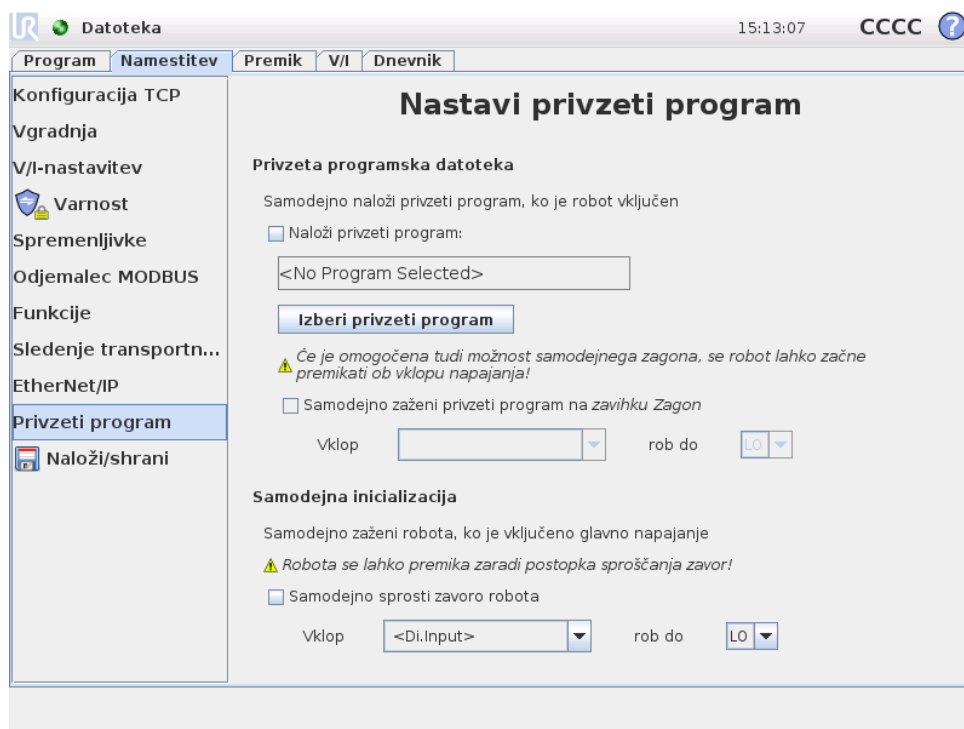 UR Datoteka 15:13:07 CCCC ?
Program Namestitev Premik V/I Dnevnik
Konfiguracija TCP
Vgradnja
V/I-nastavitev
Varnost
Spremenljivke
Odjemalec MODBUS
Funkcije
Sledenje transportn...
EtherNet/IP
Privzeti program
Naloži/shrani
Nastavi privzeti program
Privzeta programska datoteka
Samodejno naloži privzeti program, ko je robot vključen
Naloži privzeti program:
<No Program Selected>
Izberi privzeti program
Če je omogočena tudi možnost samodejnega zagona, se robot lahko začne
premikati ob vklopu napajanja!
Samodejno zaženi privzeti program na zavihku Zagon
Vklop rob do LO
Samodejna inicializacija
Samodejno zaženi robota, ko je vključeno glavno napajanje
Robota se lahko premika zaradi postopka sproščanja zavor!
Samodejno sprosti zavoro robota
Vklop <Di.Input> rob do LO